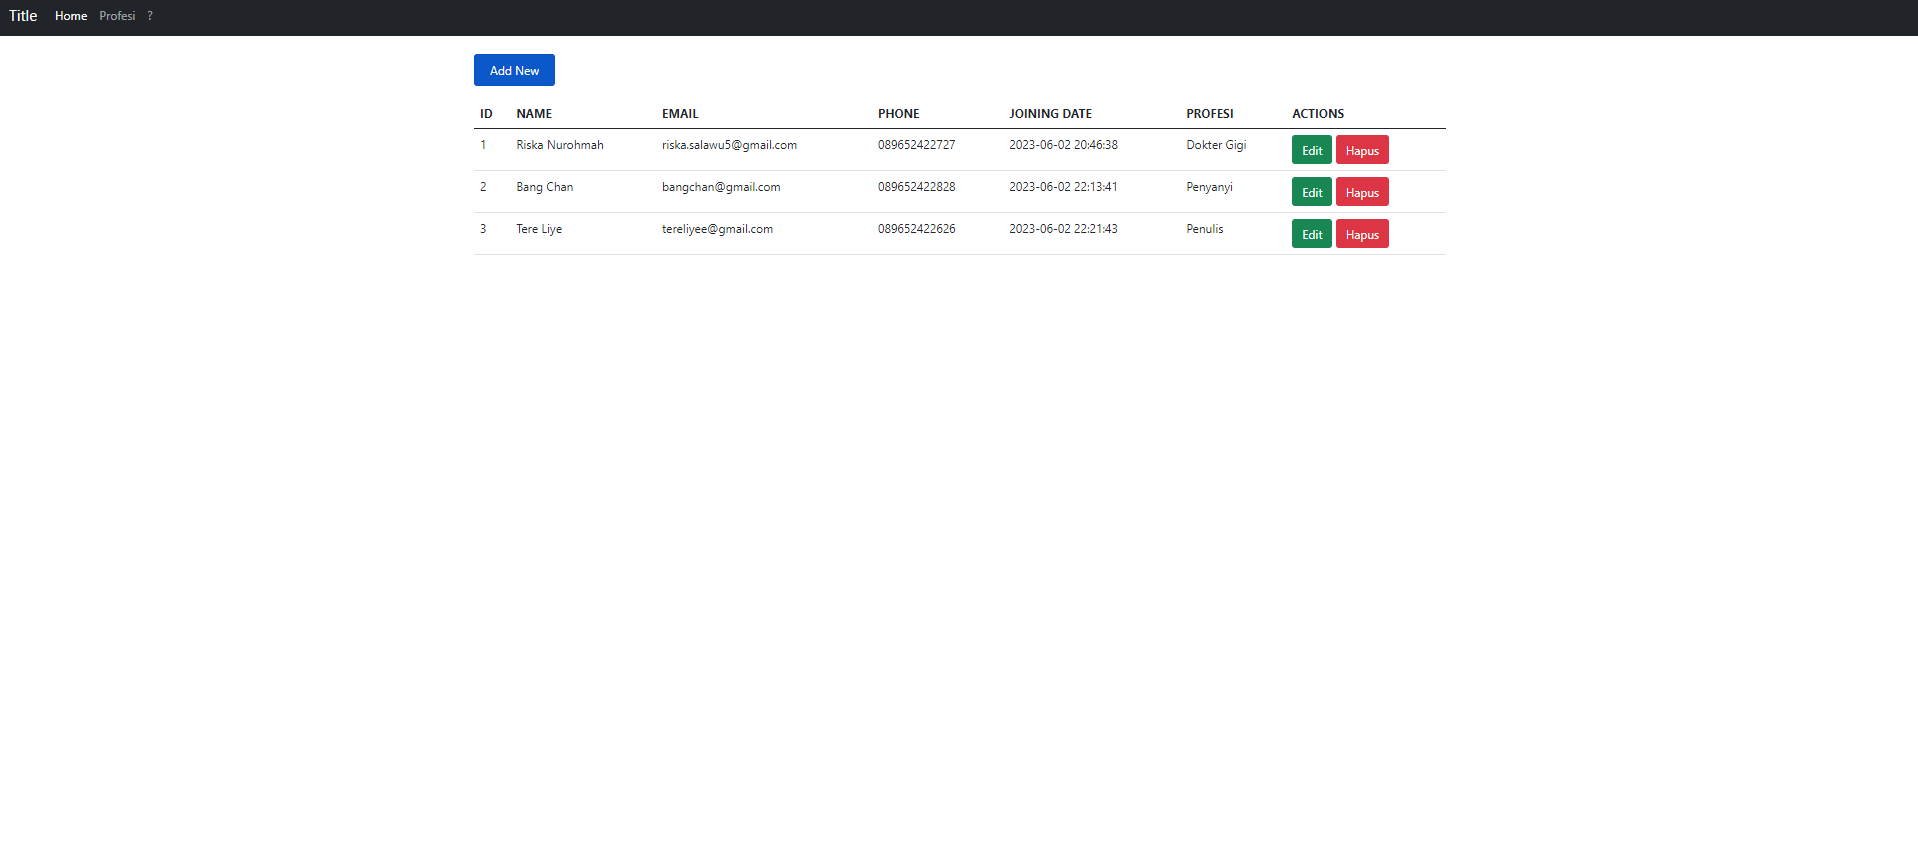 Title Home Profesi ?
Add New
ID NAME EMAIL PHONE JOINING DATE PROFESI ACTIONS
1 Riska Nurohmah riska.salawu5@gmail.com 089652422727 2023-06-02 20:46:38 Dokter Gigi Edit Hapus
2 Bang Chan bangchan@gmail.com 089652422828 2023-06-02 22:13:41 Penyanyi Edit Hapus
3 Tere Liye tereliyee@gmail.com 089652422626 2023-06-02 22:21:43 Penulis Edit Hapus